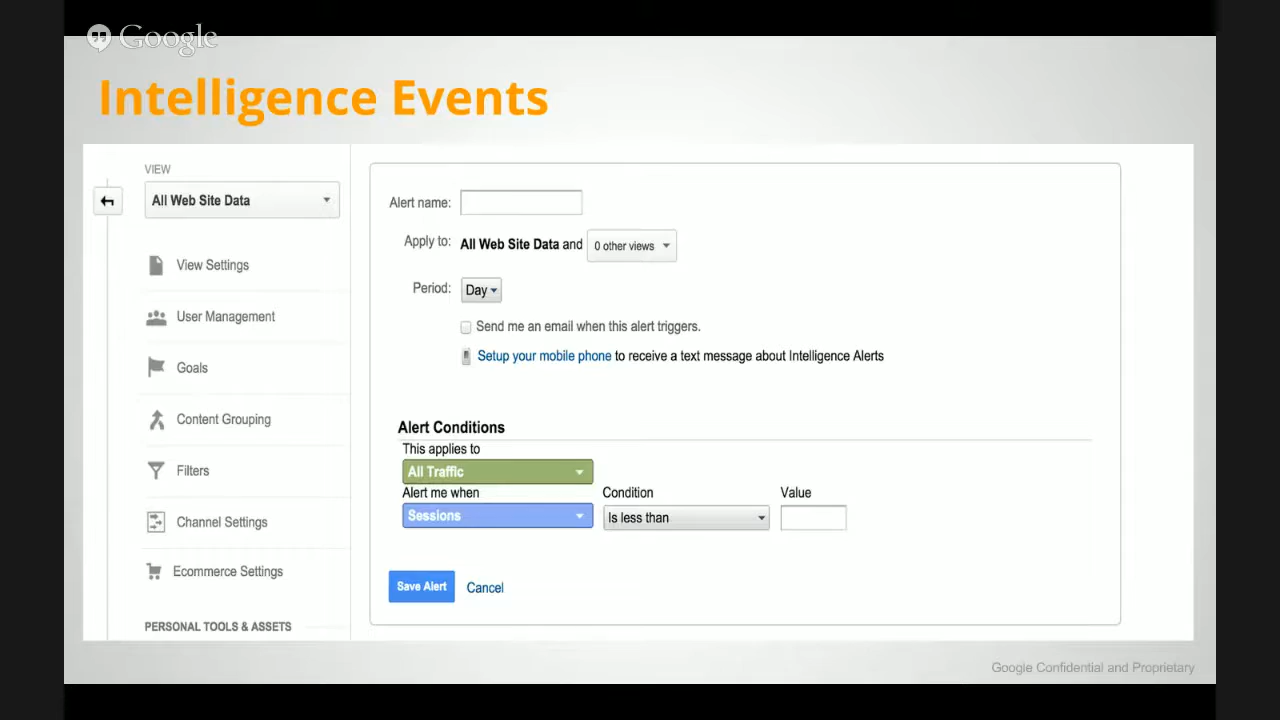 Google
Intelligence Events
VIEW
All Web Site Data
View Settings
User Management
Goals
Content Grouping
Filters
Channel Settings
Ecommerce Settings
PERSONAL TOOLS & ASSETS
Alert name:
Apply to: All Web Site Data and 0 other views
Period: Day
Send me an email when this alert triggers.
Setup your mobile phone to receive a text message about Intelligence Alerts
Alert Conditions
This applies to
All Traffic
Alert me when Condition Value
Sessions Is less than
Save Alert Cancel
Google Confidential and Proprietary